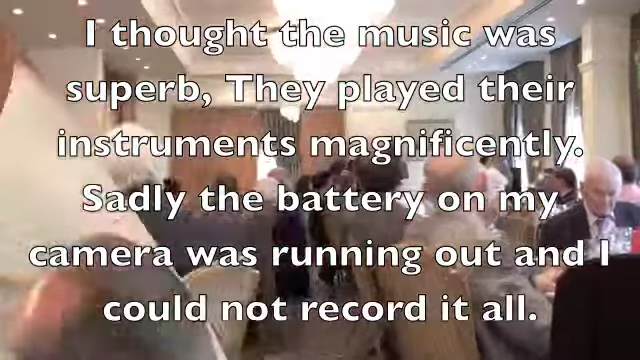 I thought the music was
superb, They played their
instruments magnificently.
Sadly the battery on my
camera was running out and I
could not record it all.